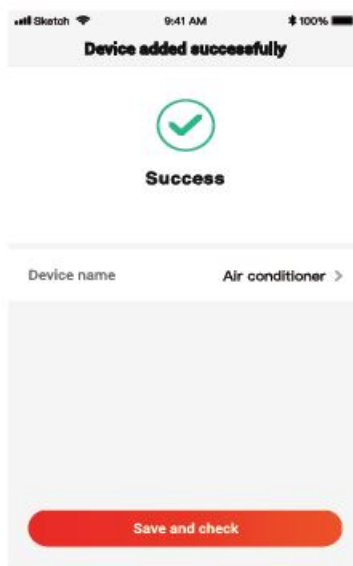 Sketch 9:41 AM 100%
Device added successfully
Success
Device name Air conditioner >
Save and check